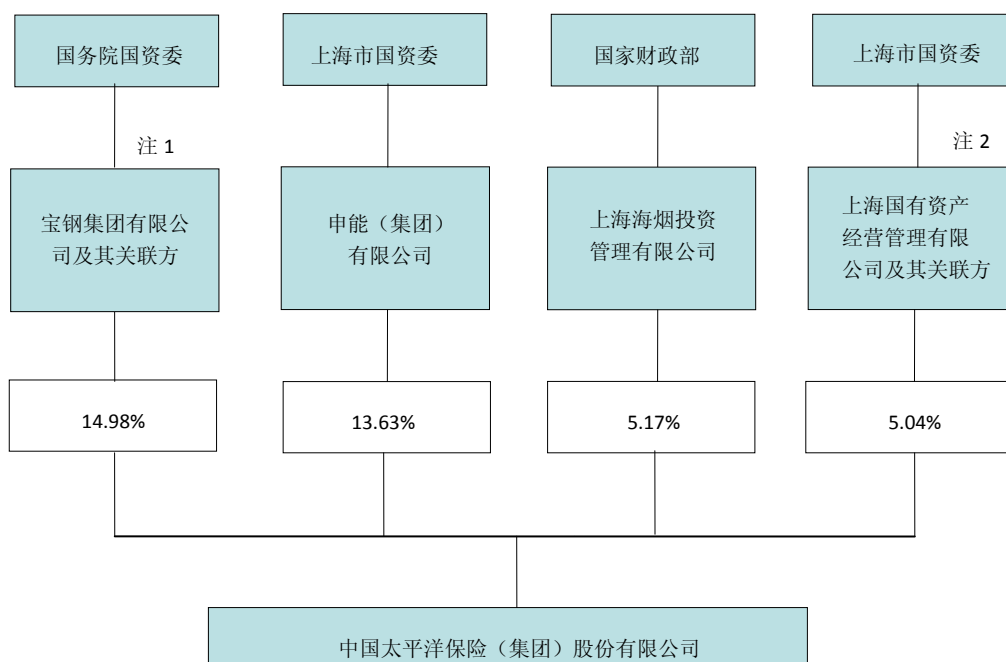 国务院国资委
上海市国资委
国家财政部
上海市国资委
注 1
注 2
宝钢集团有限公
司及其关联方
申能（集团）
有限公司
上海海烟投资
管理有限公司
上海国有资产
经营管理有限
公司及其关联方
14.98%
13.63%
5.17%
5.04%
中国太平洋保险（集团）股份有限公司